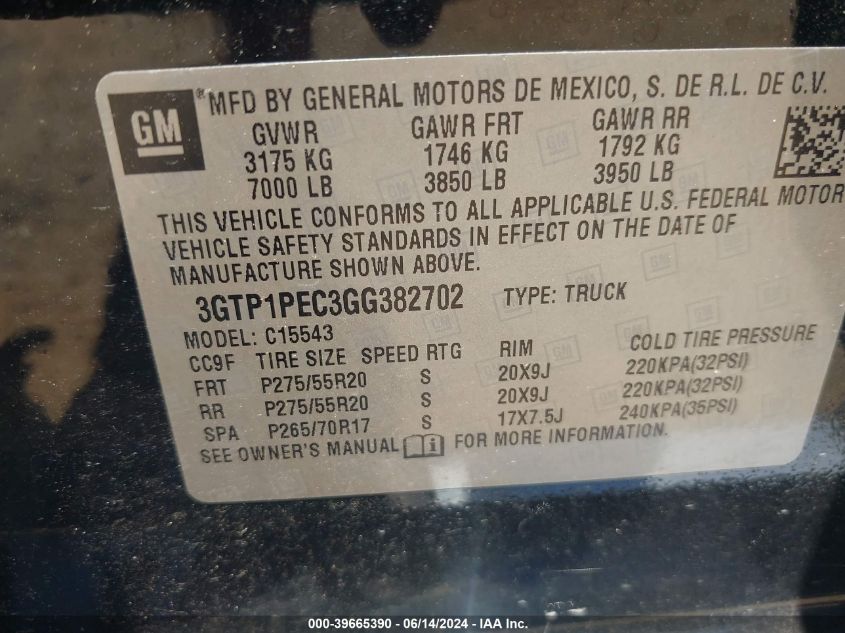 GM
®MFD BY GENERAL MOTORS DE MEXICO, S. DE R.L. DE C.V.
GVWR GAWR FRT GAWR RR
3175 KG 1746 KG 1792 KG
7000 LB 3850 LB 3950 LB
THIS VEHICLE CONFORMS TO ALL APPLICABLE U.S. FEDERAL MOTOR
VEHICLE SAFETY STANDARDS IN EFFECT ON THE DATE OF
MANUFACTURE SHOWN ABOVE.
3GTP1PEC3GG382702 TYPE: TRUCK
MODEL: C15543
CC9F TIRE SIZE SPEED RTG RIM COLD TIRE PRESSURE
FRT P275/55R20 S 20X9J 220KPA(32PSI)
RR P275/55R20 S 20X9J 220KPA(32PSI)
SPA P265/70R17 S 17X7.5J 240KPA(35PSI)
SEE OWNER'S MANUAL FOR MORE INFORMATION.
000-39665390 - 06/14/2024 - IAA Inc.